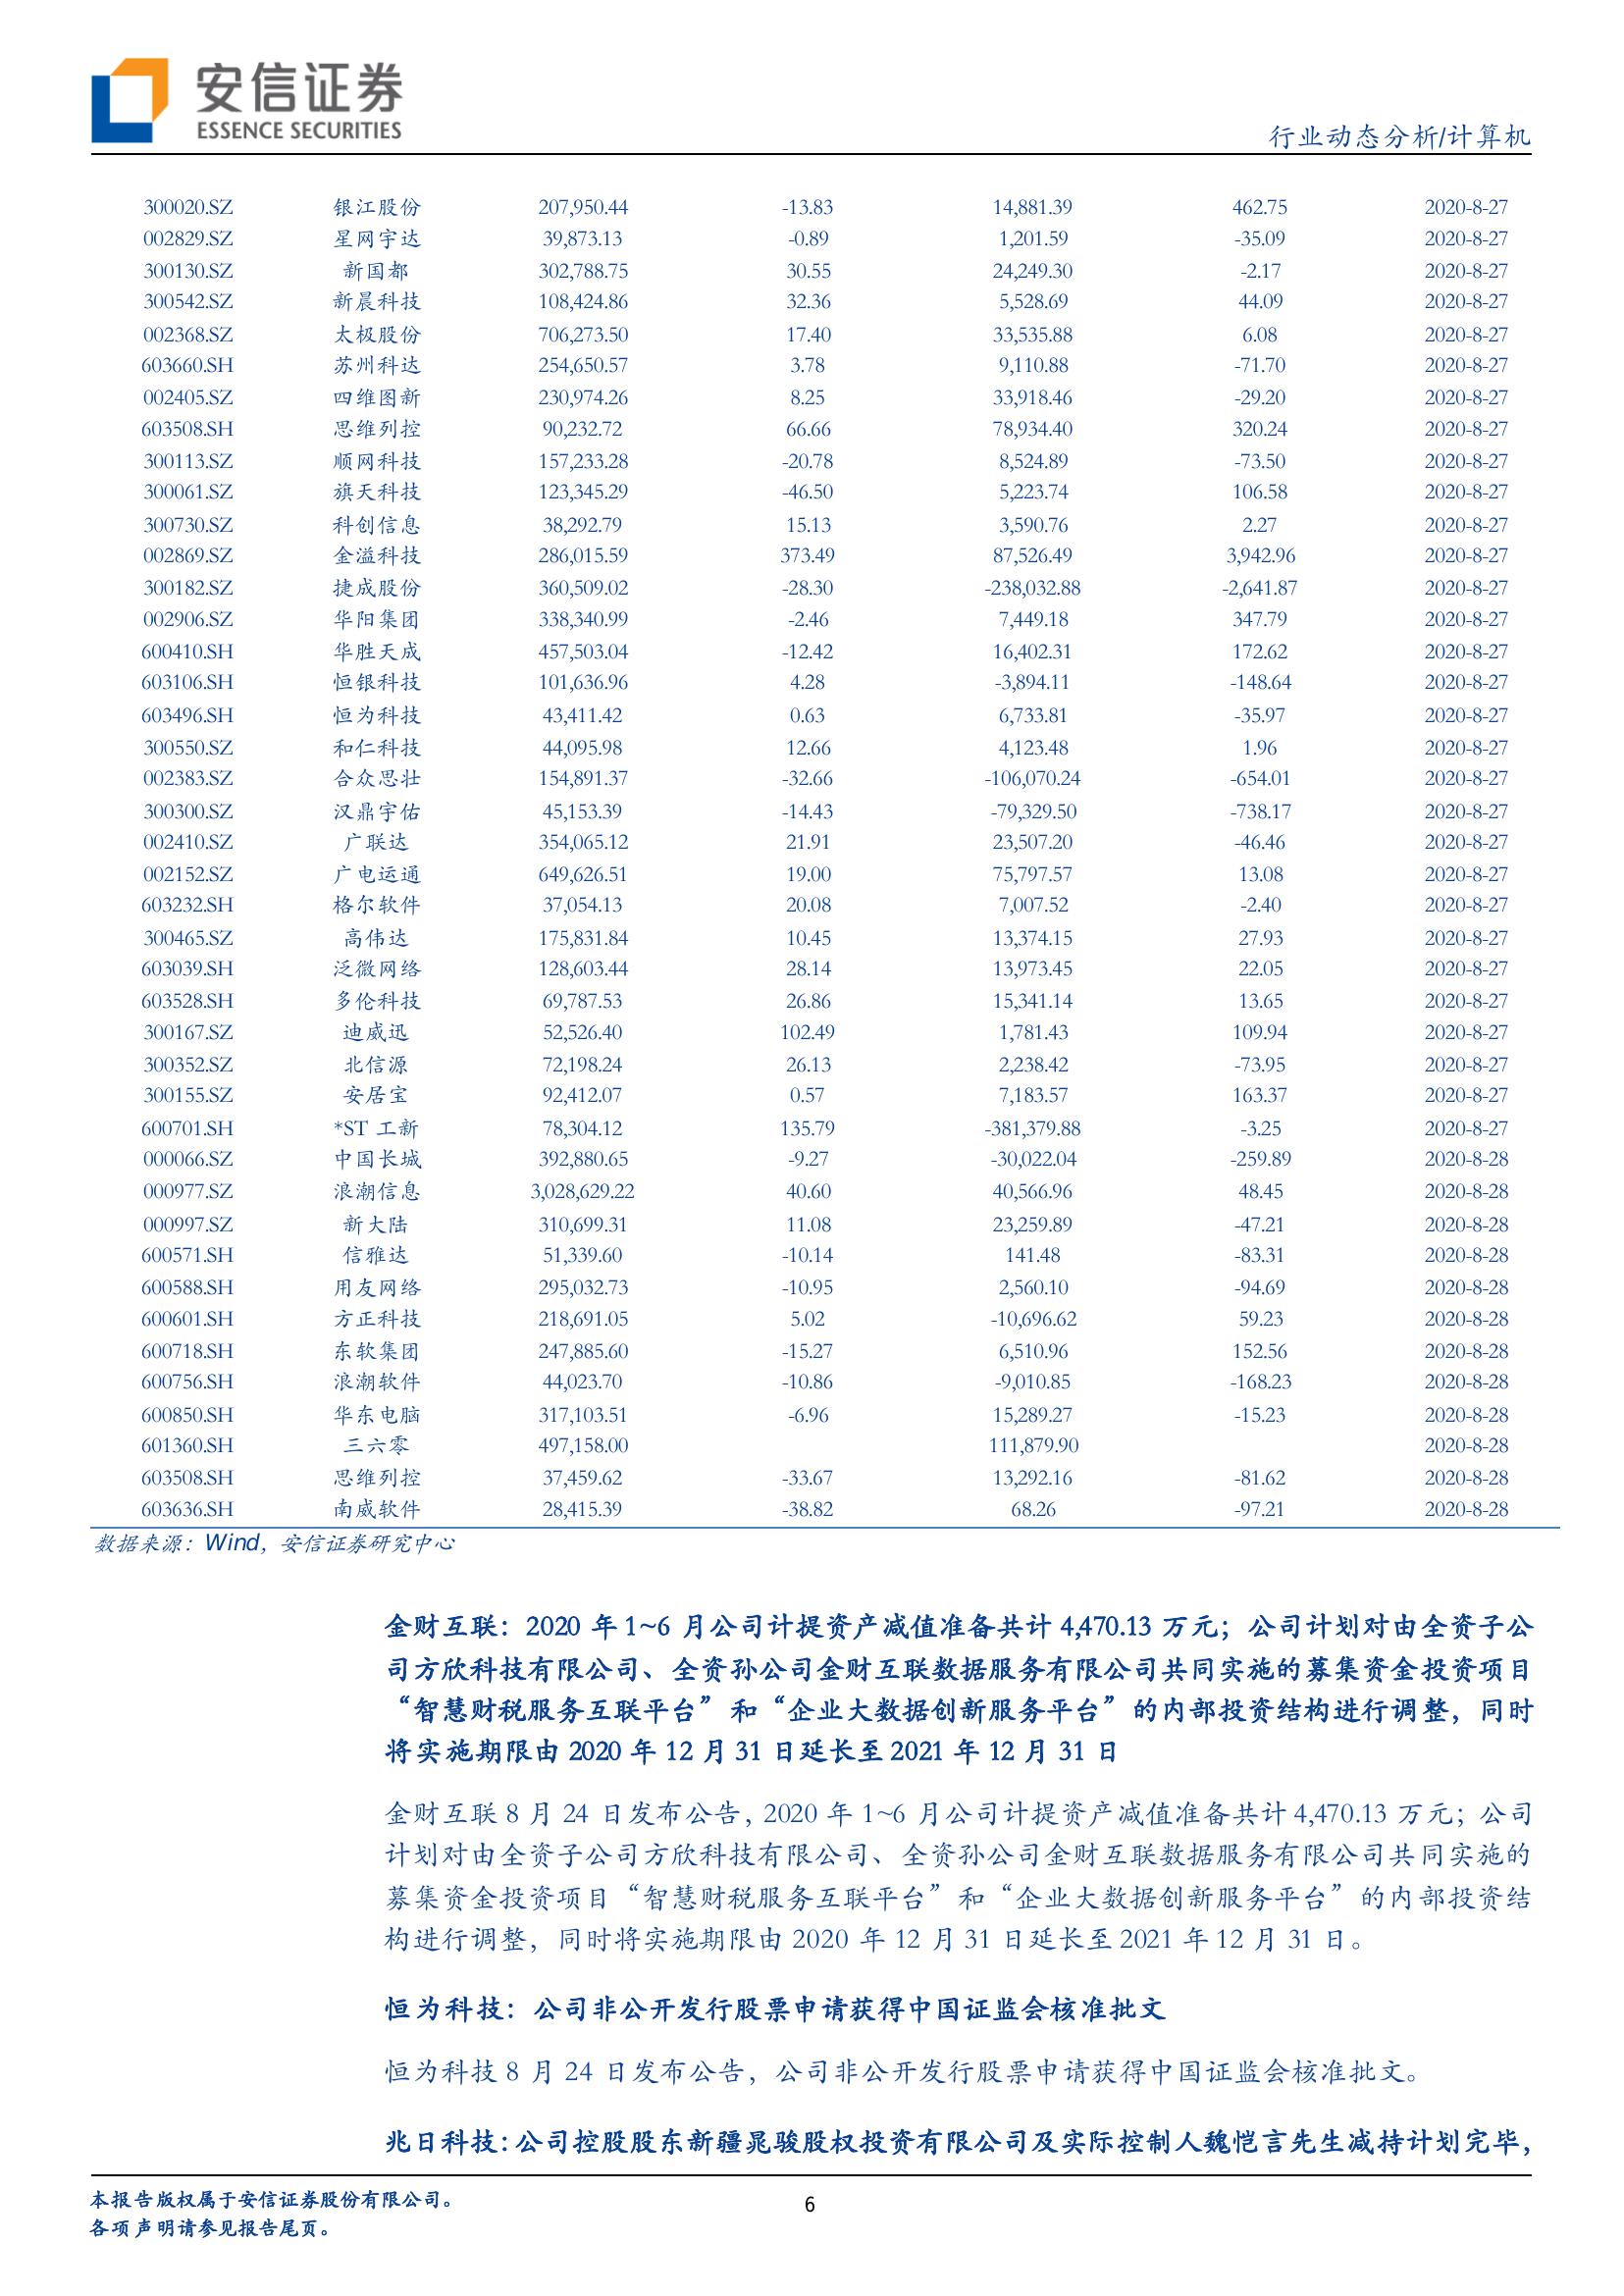 安信证券
ESSENCE SECURITIES
行业动态分析/计算机
300020.SZ 银江股份 207,950.44 -13.83 14,881.39 462.75 2020-8-27
002829.SZ 星网宇达 39,873.13 -0.89 1,201.59 -35.09 2020-8-27
300130.SZ 新国都 302,788.75 30.55 24,249.30 -2.17 2020-8-27
300542.SZ 新晨科技 108,424.86 32.36 5,528.69 44.09 2020-8-27
002368.SZ 太极股份 706,273.50 17.40 33,535.88 6.08 2020-8-27
603660.SH 苏州科达 254,650.57 3.78 9,110.88 -71.70 2020-8-27
002405.SZ 四维图新 230,974.26 8.25 33,918.46 -29.20 2020-8-27
603508.SH 思维列控 90,232.72 66.66 78,934.40 320.24 2020-8-27
300113.SZ 顺网科技 157,233.28 -20.78 8,524.89 -73.50 2020-8-27
300061.SZ 旗天科技 123,345.29 -46.50 5,223.74 106.58 2020-8-27
300730.SZ 科创信息 38,292.79 15.13 3,590.76 2.27 2020-8-27
002869.SZ 金溢科技 286,015.59 373.49 87,526.49 3,942.96 2020-8-27
300182.SZ 捷成股份 360,509.02 -28.30 -238,032.88 -2,641.87 2020-8-27
002906.SZ 华阳集团 338,340.99 -2.46 7,449.18 347.79 2020-8-27
600410.SH 华胜天成 457,503.04 -12.42 16,402.31 172.62 2020-8-27
603106.SH 恒银科技 101,636.96 4.28 -3,894.11 -148.64 2020-8-27
603496.SH 恒为科技 43,411.42 0.63 6,733.81 -35.97 2020-8-27
300550.SZ 和仁科技 44,095.98 12.66 4,123.48 1.96 2020-8-27
002383.SZ 合众思壮 154,891.37 -32.66 -106,070.24 -654.01 2020-8-27
300300.SZ 汉鼎宇佑 45,153.39 -14.43 -79,329.50 -738.17 2020-8-27
002410.SZ 广联达 354,065.12 21.91 23,507.20 -46.46 2020-8-27
002152.SZ 广电运通 649,626.51 19.00 75,797.57 13.08 2020-8-27
603232.SH 格尔软件 37,054.13 20.08 7,007.52 -2.40 2020-8-27
300465.SZ 高伟达 175,831.84 10.45 13,374.15 27.93 2020-8-27
603039.SH 泛微网络 128,603.44 28.14 13,973.45 22.05 2020-8-27
603528.SH 多伦科技 69,787.53 26.86 15,341.14 13.65 2020-8-27
300167.SZ 迪威迅 52,526.40 102.49 1,781.43 109.94 2020-8-27
300352.SZ 北信源 72,198.24 26.13 2,238.42 -73.95 2020-8-27
300155.SZ 安居宝 92,412.07 0.57 7,183.57 163.37 2020-8-27
600701.SH *ST 工新 78,304.12 135.79 -381,379.88 -3.25 2020-8-27
000066.SZ 中国长城 392,880.65 -9.27 -30,022.04 -259.89 2020-8-28
000977.SZ 浪潮信息 3,028,629.22 40.60 40,566.96 48.45 2020-8-28
000997.SZ 新大陆 310,699.31 11.08 23,259.89 -47.21 2020-8-28
600571.SH 信雅达 51,339.60 -10.14 141.48 -83.31 2020-8-28
600588.SH 用友网络 295,032.73 -10.95 2,560.10 -94.69 2020-8-28
600601.SH 方正科技 218,691.05 5.02 -10,696.62 59.23 2020-8-28
600718.SH 东软集团 247,885.60 -15.27 6,510.96 152.56 2020-8-28
600756.SH 浪潮软件 44,023.70 -10.86 -9,010.85 -168.23 2020-8-28
600850.SH 华东电脑 317,103.51 -6.96 15,289.27 -15.23 2020-8-28
601360.SH 三六零 497,158.00 111,879.90 2020-8-28
603508.SH 思维列控 37,459.62 -33.67 13,292.16 -81.62 2020-8-28
603636.SH 南威软件 28,415.39 -38.82 68.26 -97.21 2020-8-28
数据来源：Wind，安信证券研究中心
金财互联：2020 年 1~6 月公司计提资产减值准备共计 4,470.13 万元；公司计划对由全资子公
司方欣科技有限公司、全资孙公司金财互联数据服务有限公司共同实施的募集资金投资项目
“智慧财税服务互联平台”和“企业大数据创新服务平台”的内部投资结构进行调整，同时
将实施期限由 2020 年 12 月 31 日延长至 2021 年 12 月 31 日
金财互联 8 月 24 日发布公告，2020 年 1~6 月公司计提资产减值准备共计 4,470.13 万元；公司
计划对由全资子公司方欣科技有限公司、全资孙公司金财互联数据服务有限公司共同实施的
募集资金投资项目“智慧财税服务互联平台”和“企业大数据创新服务平台”的内部投资结
构进行调整，同时将实施期限由 2020 年 12 月 31 日延长至 2021 年 12 月 31 日。
恒为科技：公司非公开发行股票申请获得中国证监会核准批文
恒为科技 8 月 24 日发布公告，公司非公开发行股票申请获得中国证监会核准批文。
兆日科技：公司控股股东新疆晁骏股权投资有限公司及实际控制人魏恺言先生减持计划完毕，
本报告版权属于安信证券股份有限公司。
各项声明请参见报告尾页。
6